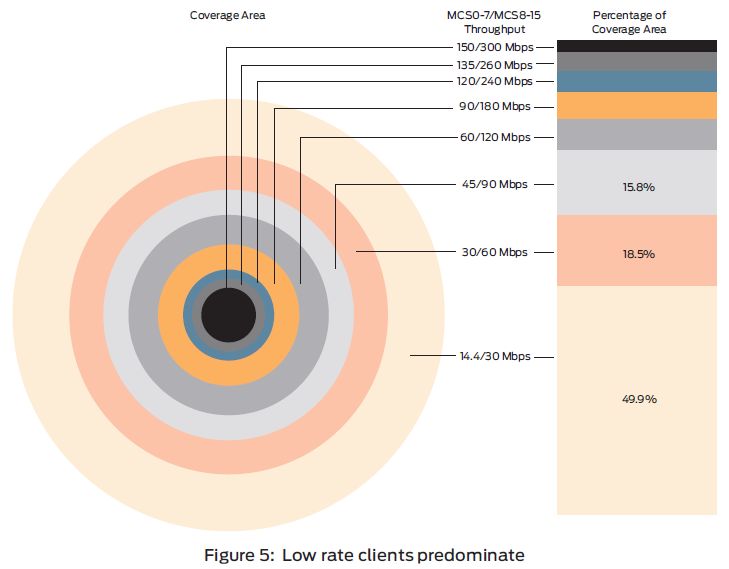 Coverage Area
MCS0-7/MCS8-15
Throughput
Percentage of
Coverage Area
150/300 Mbps
135/260 Mbps
120/240 Mbps
90/180 Mbps
60/120 Mbps
45/90 Mbps
15.8%
30/60 Mbps
18.5%
14.4/30 Mbps
49.9%
Figure 5: Low rate clients predominate